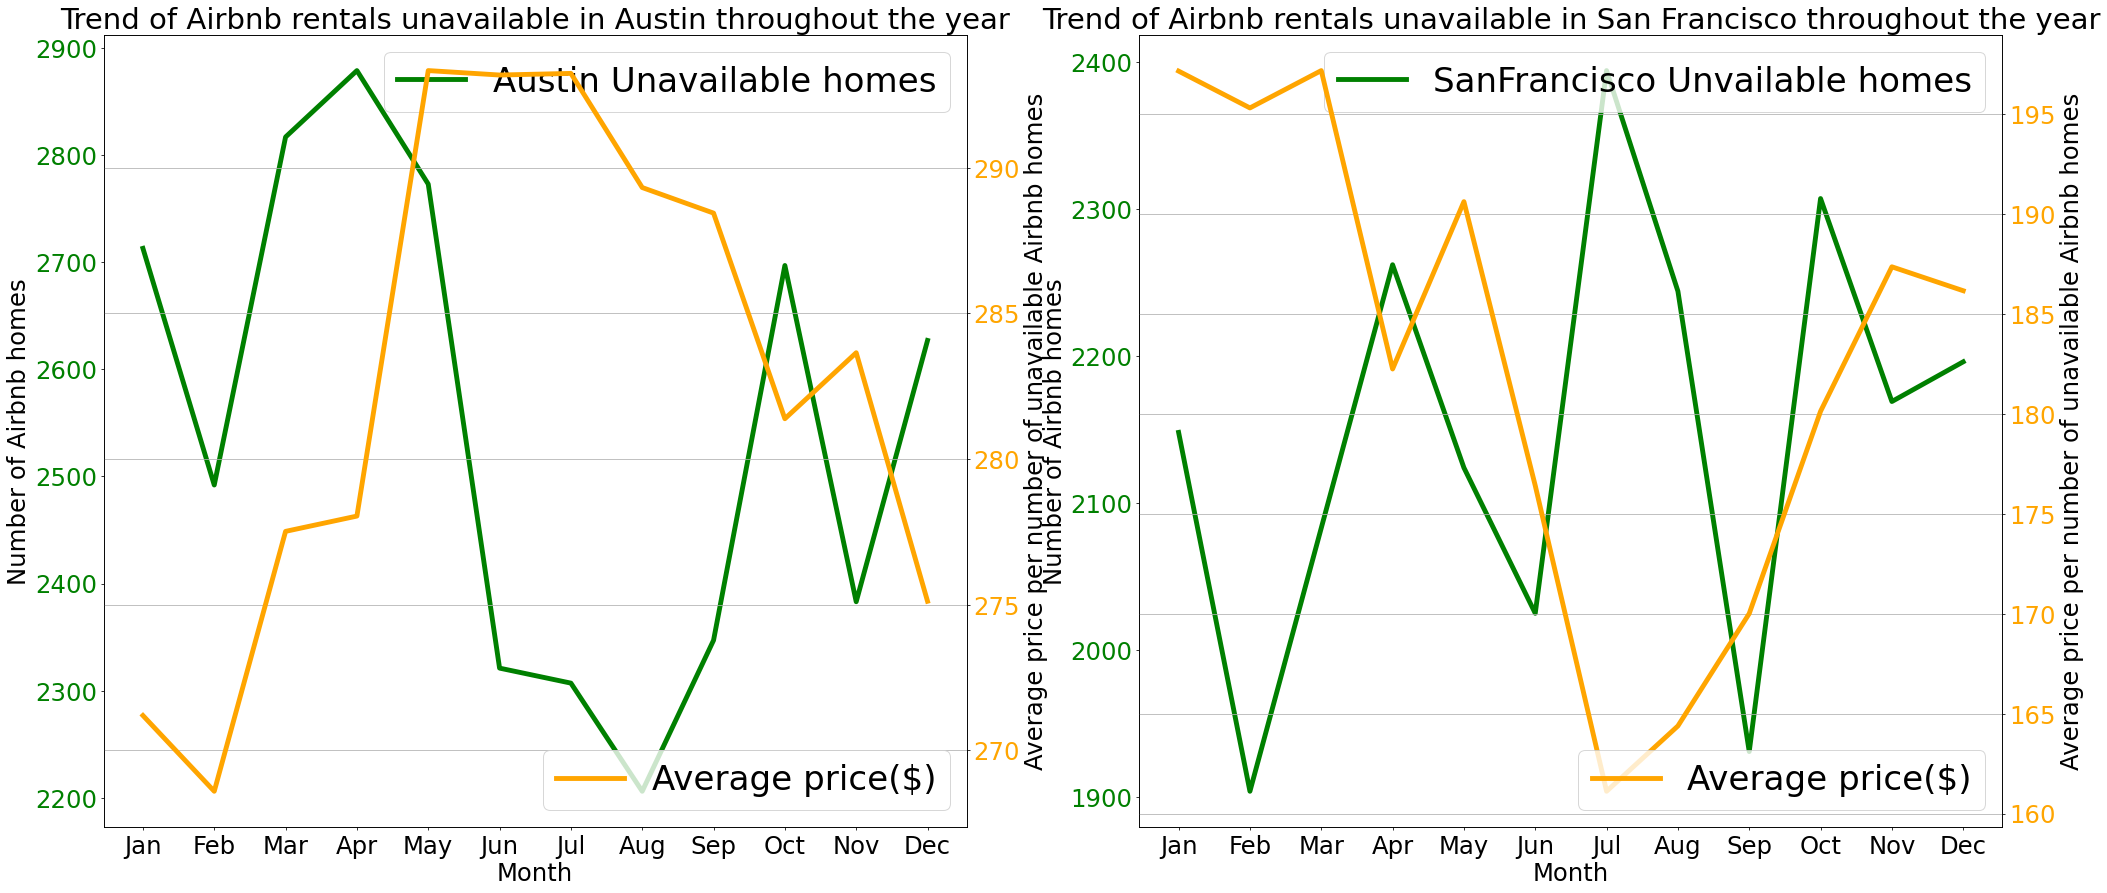 Trend of Airbnb rentals unavailable in Austin throughout the year
Austin Unavailable homes
Average price($)
Number of Airbnb homes
2900
2800
2700
2600
2500
2400
2300
2200
290
285
280
275
270
Average price per number of unavailable Airbnb homes
Jan Feb Mar Apr May Jun Jul Aug Sep Oct Nov Dec
Month
Trend of Airbnb rentals unavailable in San Francisco throughout the year
SanFrancisco Unvailable homes
Average price($)
Number of Airbnb homes
2400
2300
2200
2100
2000
1900
195
190
185
180
175
170
165
160
Average price per number of unavailable Airbnb homes
Jan Feb Mar Apr May Jun Jul Aug Sep Oct Nov Dec
Month